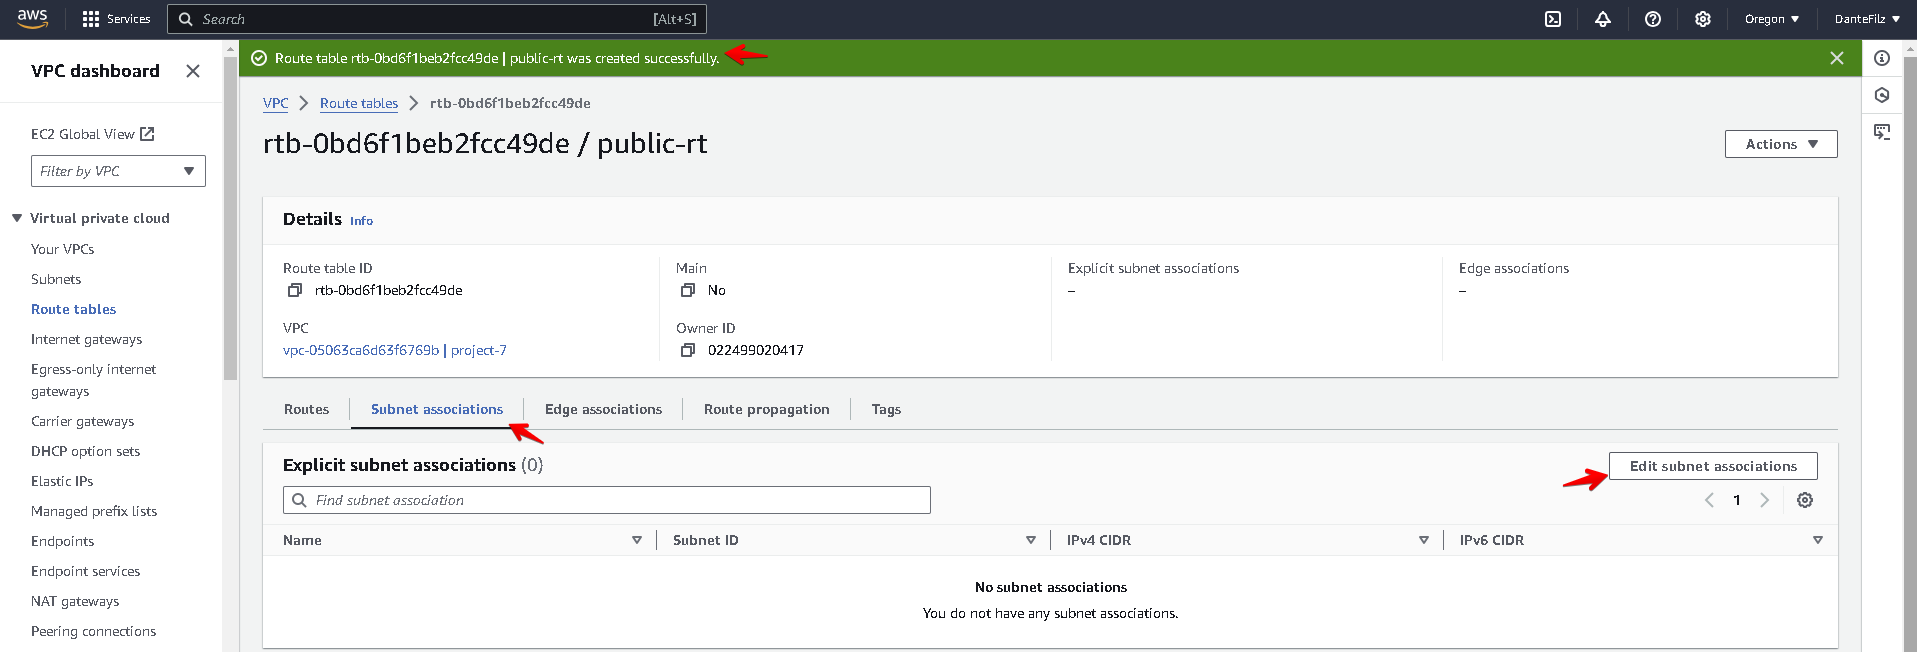 aws Services Search [Alt+S] Oregon DanteFilz
VPC dashboard
EC2 Global View
Filter by VPC
Virtual private cloud
Your VPCs
Subnets
Route tables
Internet gateways
Egress-only internet
gateways
Carrier gateways
DHCP option sets
Elastic IPs
Managed prefix lists
Endpoints
Endpoint services
NAT gateways
Peering connections
Route table rtb-0bd6f1beb2fcc49de | public-rt was created successfully.
VPC Route tables rtb-0bd6f1beb2fcc49de
rtb-0bd6f1beb2fcc49de / public-rt
Actions
Details Info
Route table ID
rtb-0bd6f1beb2fcc49de
Main
No
Explicit subnet associations
–
Edge associations
–
VPC
vpc-05063ca6d63f6769b | project-7
Owner ID
022499020417
Routes Subnet associations Edge associations Route propagation Tags
Explicit subnet associations (0)
Edit subnet associations
Find subnet association
1
Name Subnet ID IPv4 CIDR IPv6 CIDR
No subnet associations
You do not have any subnet associations.